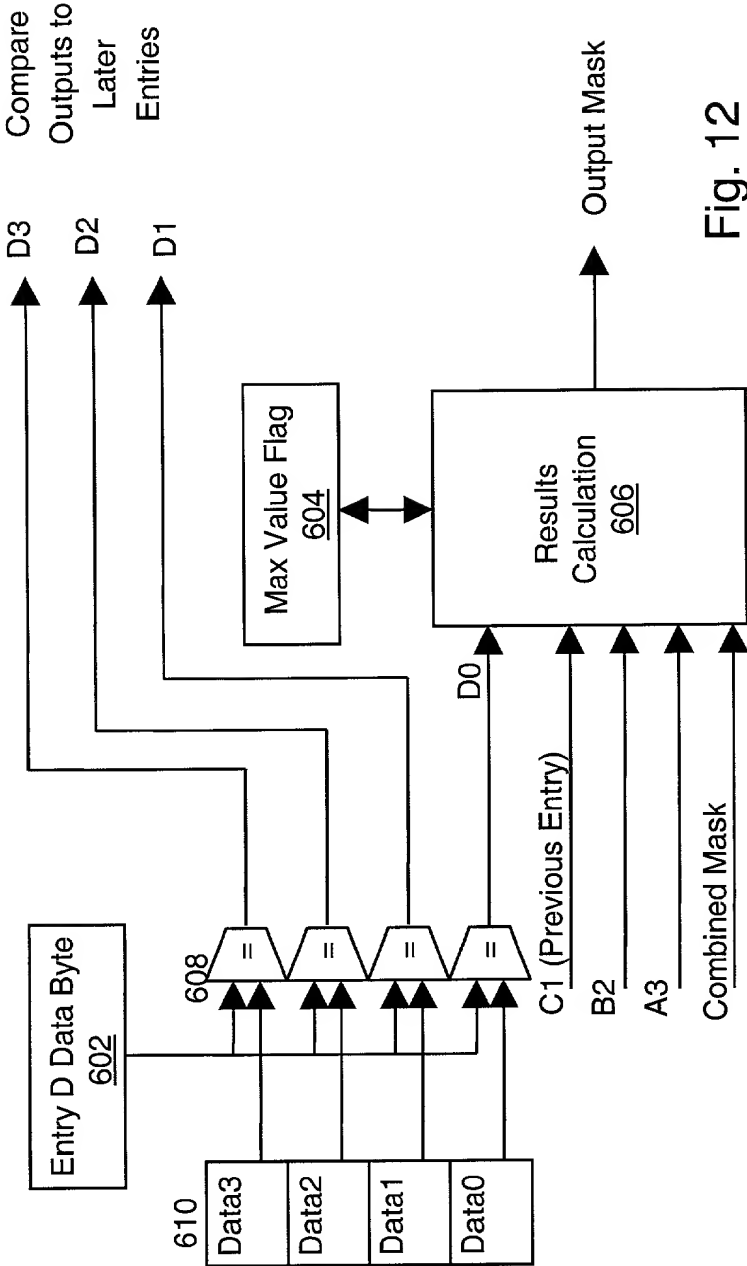 D3
Compare
Outputs to
Later
Entries
D2
D1
Entry D Data Byte
602
Max Value Flag
604
610
608
Data3
=
Data2
=
Data1
=
Data0
=
D0
Results
Calculation
606
Output Mask
C1 (Previous Entry)
B2
A3
Combined Mask
Fig. 12